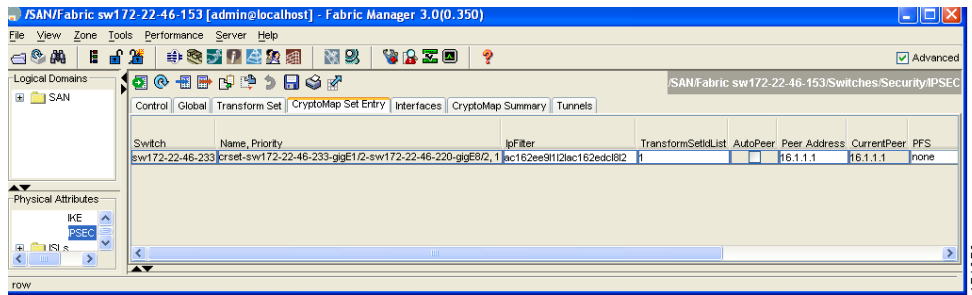 /SAN/Fabric sw172-22-46-153 [admin@localhost] - Fabric Manager 3.0(0.350)
File View Zone Tools Performance Server Help
Advanced
Logical Domains
/SAN/Fabric sw172-22-46-153/Switches/Security/IPSEC
SAN
Control Global Transform Set CryptoMap Set Entry Interfaces CryptoMap Summary Tunnels
Switch Name, Priority IpFilter TransformSetIdList AutoPeer Peer Address CurrentPeer PFS
sw172-22-46-233 crset-sw172-22-46-233-gigE1/2-sw172-22-46-220-gigE8/2, 1 1 16.1.1.1 16.1.1.1 none
Physical Attributes
IKE
IPSEC
ISLs
row